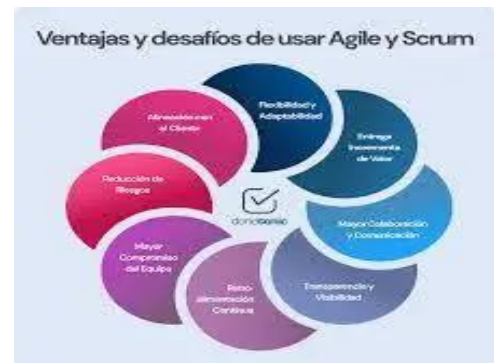 Ventajas y desafíos de usar Agile y Scrum
Flexibilidad y
Adaptabilidad
Entrega
Incremental
de Valor
Mayor Colaboración
y Comunicación
Transparencia y
Visibilidad
Retro-
alimentación
Continua
Mayor
Compromiso
del Equipo
Reducción de
Riesgos
Alineación con
el Cliente